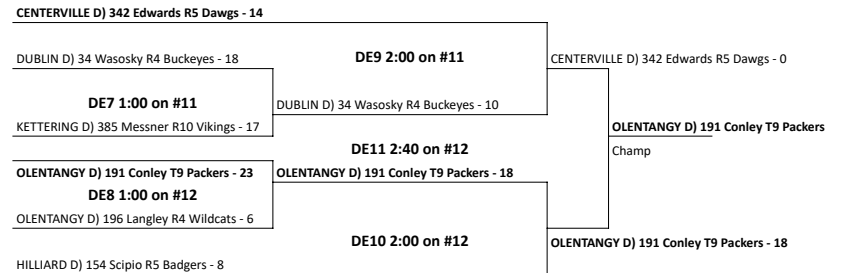 CENTERVILLE D) 342 Edwards R5 Dawgs - 14
DUBLIN D) 34 Wasosky R4 Buckeyes - 18
DE9 2:00 on #11
CENTERVILLE D) 342 Edwards R5 Dawgs - 0
DE7 1:00 on #11
DUBLIN D) 34 Wasosky R4 Buckeyes - 10
KETTERING D) 385 Messner R10 Vikings - 17
OLENTANGY D) 191 Conley T9 Packers
DE11 2:40 on #12
Champ
OLENTANGY D) 191 Conley T9 Packers - 23
OLENTANGY D) 191 Conley T9 Packers - 18
DE8 1:00 on #12
OLENTANGY D) 196 Langley R4 Wildcats - 6
DE10 2:00 on #12
OLENTANGY D) 191 Conley T9 Packers - 18
HILLIARD D) 154 Scipio R5 Badgers - 8